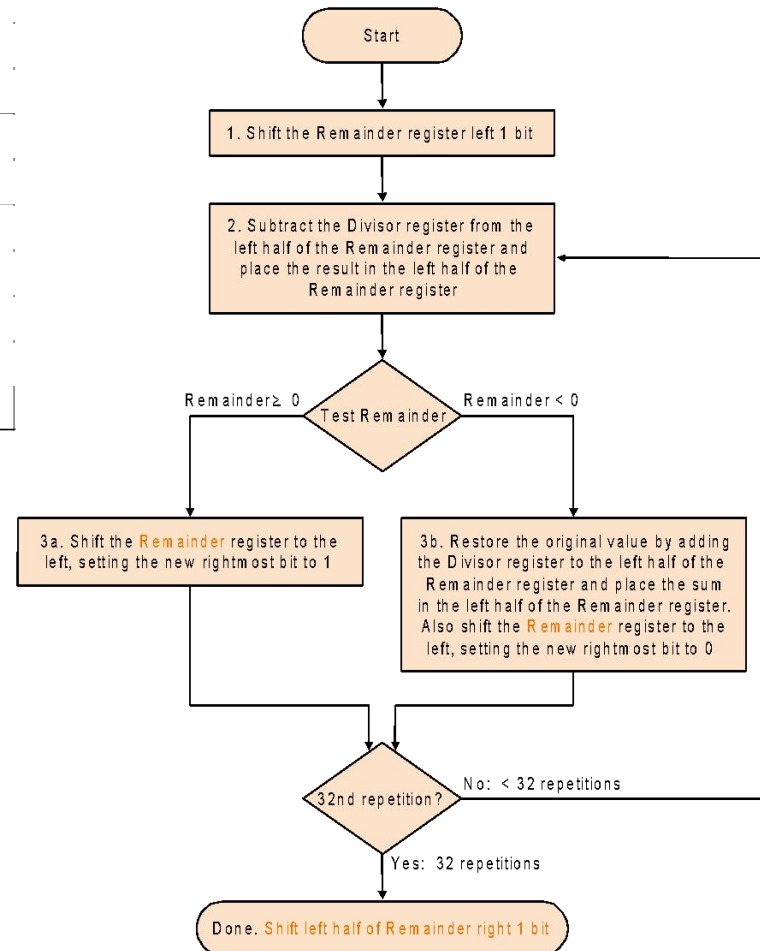 Start
1. Shift the Remainder register left 1 bit
2. Subtract the Divisor register from the
left half of the Remainder register and
place the result in the left half of the
Remainder register
Remainder ≥ 0
Test Remainder
Remainder < 0
3a. Shift the Remainder register to the
left, setting the new rightmost bit to 1
3b. Restore the original value by adding
the Divisor register to the left half of the
Remainder register and place the sum
in the left half of the Remainder register.
Also shift the Remainder register to the
left, setting the new rightmost bit to 0
32nd repetition?
No: < 32 repetitions
Yes: 32 repetitions
Done. Shift left half of Remainder right 1 bit